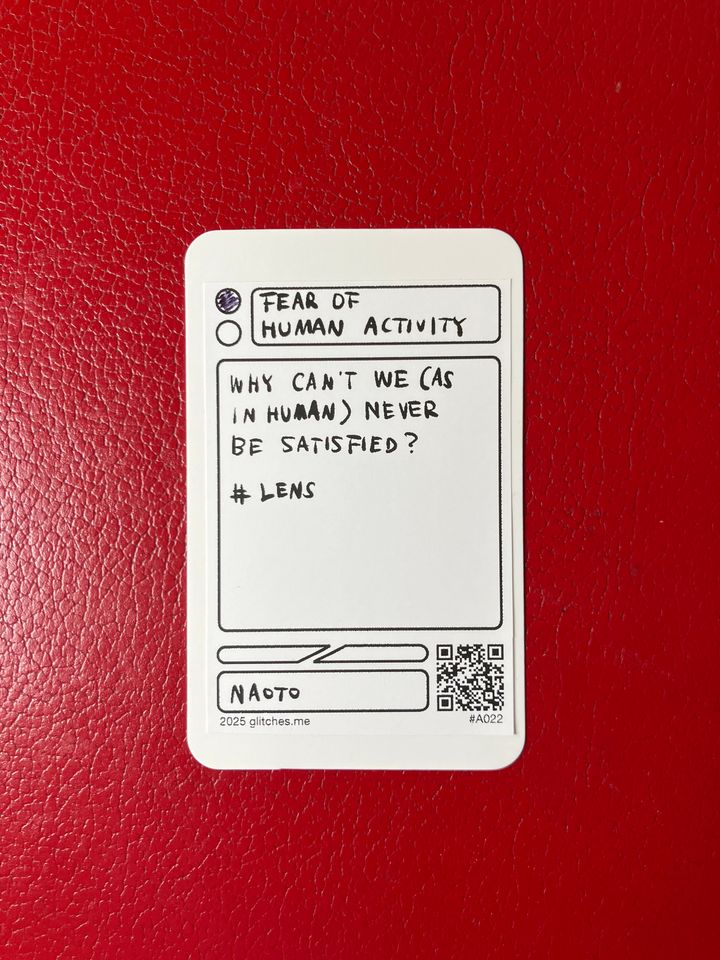 FEAR OF
HUMAN ACTIVITY
WHY CAN'T WE (AS
IN HUMAN) NEVER
BE SATISFIED?
# LENS
NAOTO
2025 glitches.me
#A022